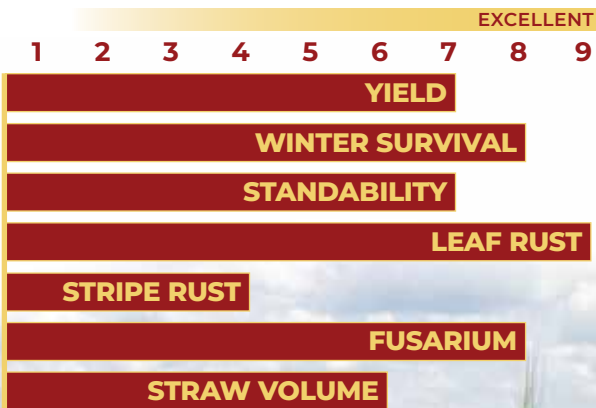 EXCELLENT
1 2 3 4 5 6 7 8 9
YIELD
WINTER SURVIVAL
STANDABILITY
LEAF RUST
STRIPE RUST
FUSARIUM
STRAW VOLUME